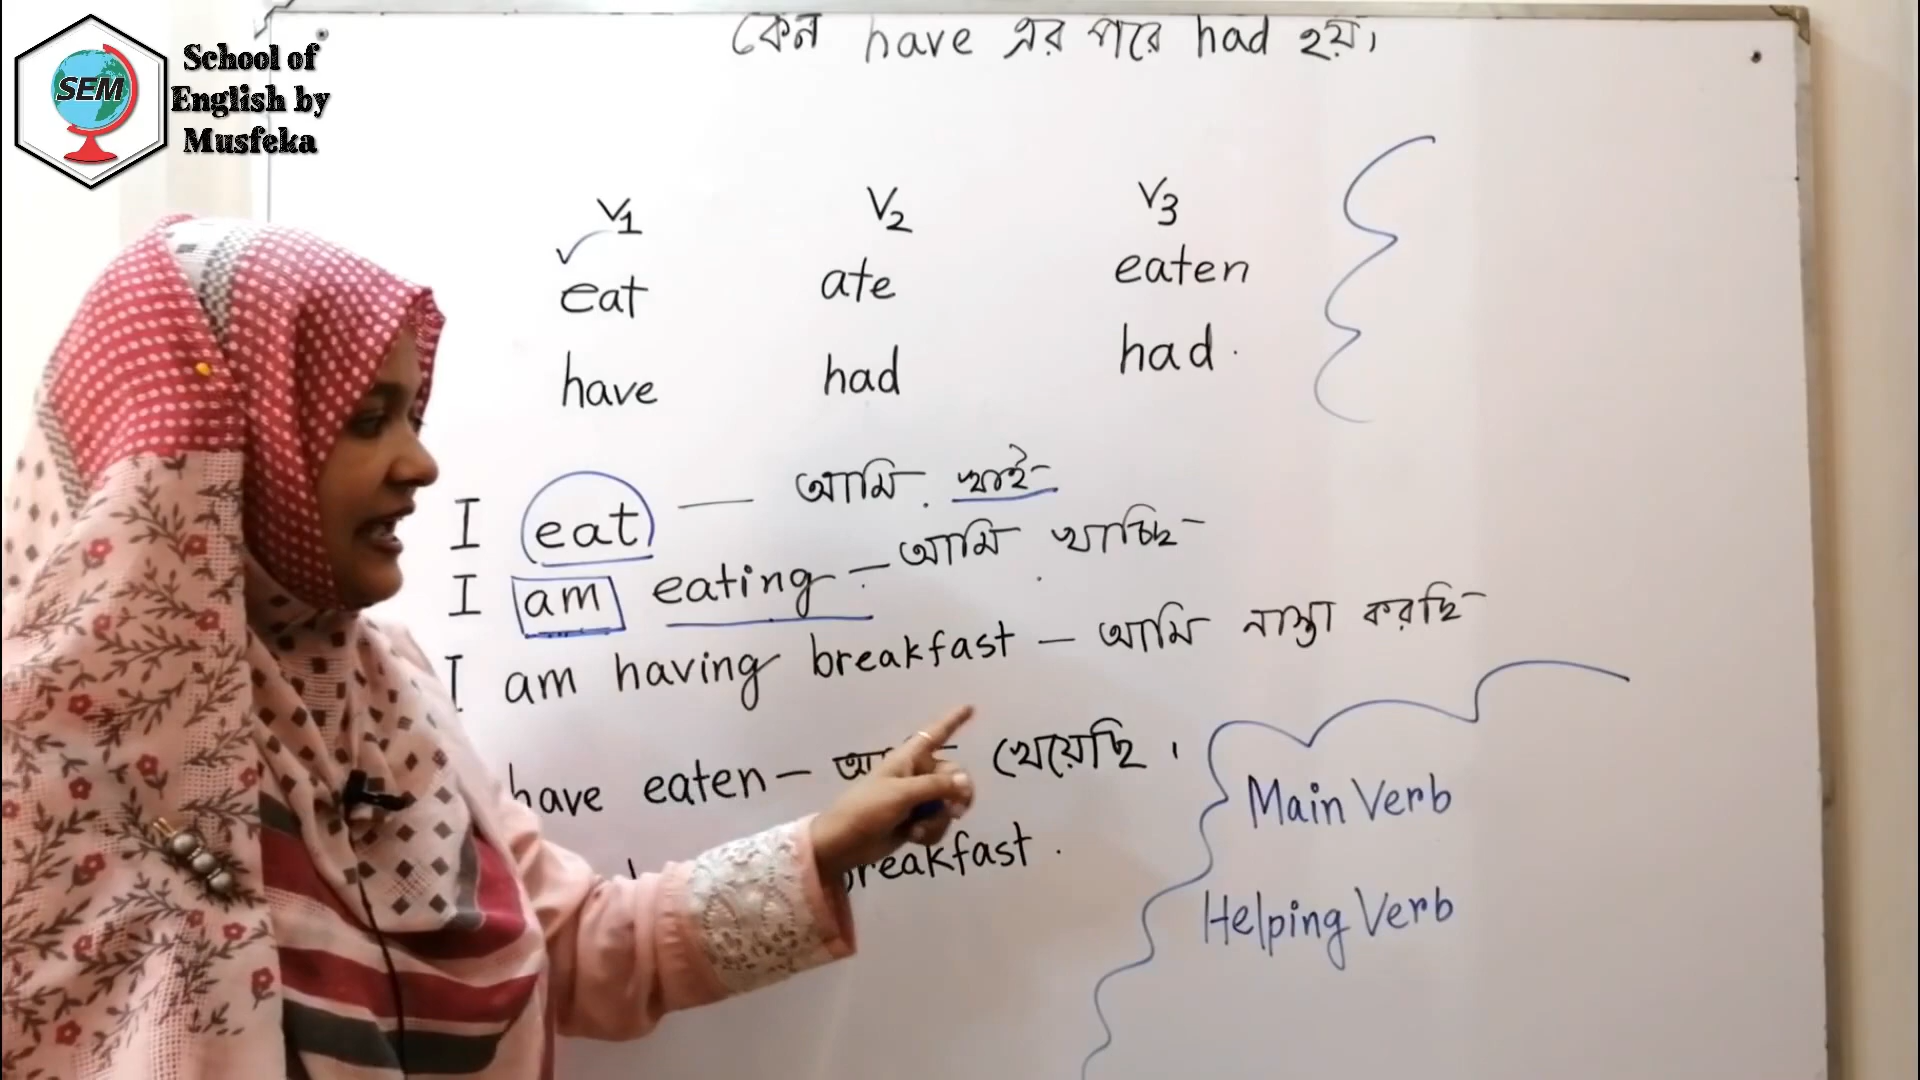 SEM
School of
English by
Musfeka
কেন have এর পরে had হয়।
V1 V2 V3
eat ate eaten
have had had.
I eat — আমি খাই-
I am eating - আমি খাচ্ছি-
I am having breakfast - আমি নাস্তা করছি-
have eaten - খেয়েছি।
breakfast.
Main Verb
Helping Verb